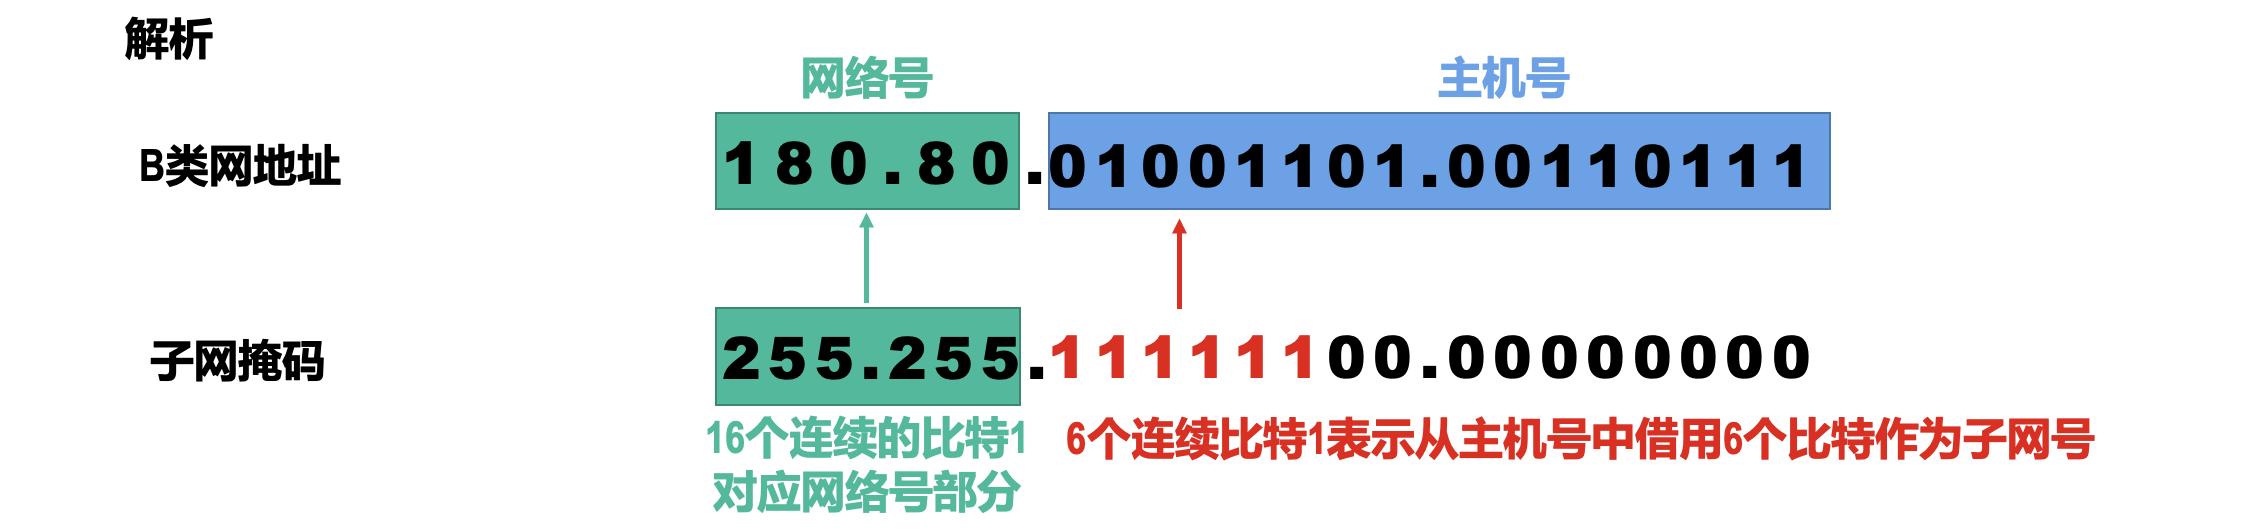 解析
网络号 主机号
B类网地址 180.80.01001101.00110111
子网掩码 255.255.11111100.00000000
16个连续的比特1 6个连续比特1表示从主机号中借用6个比特作为子网号
对应网络号部分